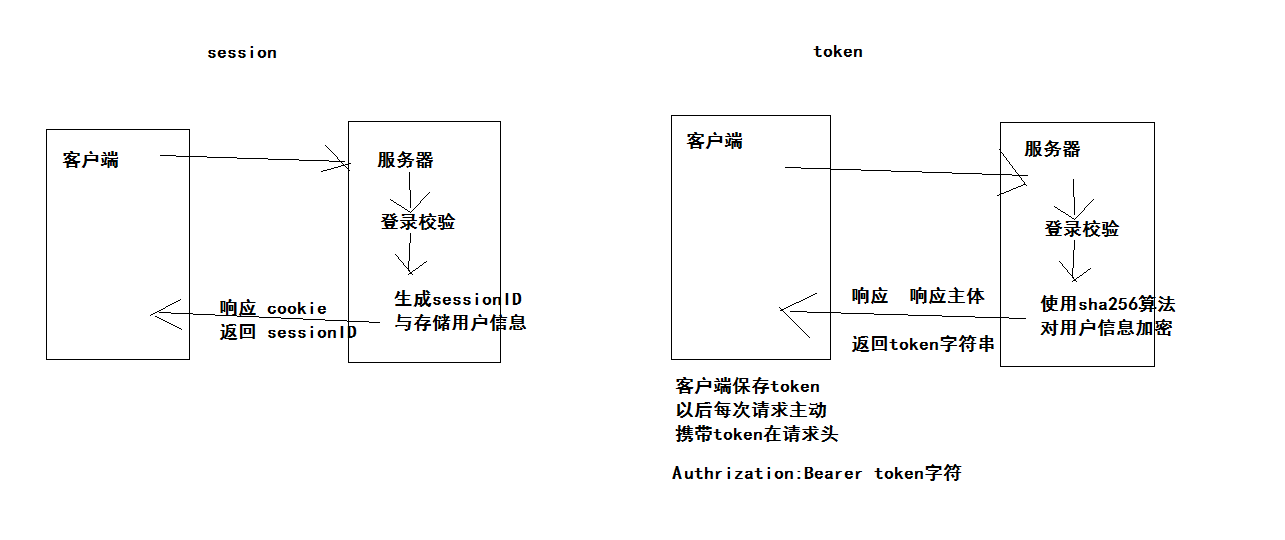 session
客户端
服务器
登录校验
生成sessionID
与存储用户信息
响应 cookie
返回 sessionID
token
客户端
服务器
登录校验
使用sha256算法
对用户信息加密
响应 响应主体
返回token字符串
客户端保存token
以后每次请求主动
携带token在请求头
Authrization:Bearer token字符